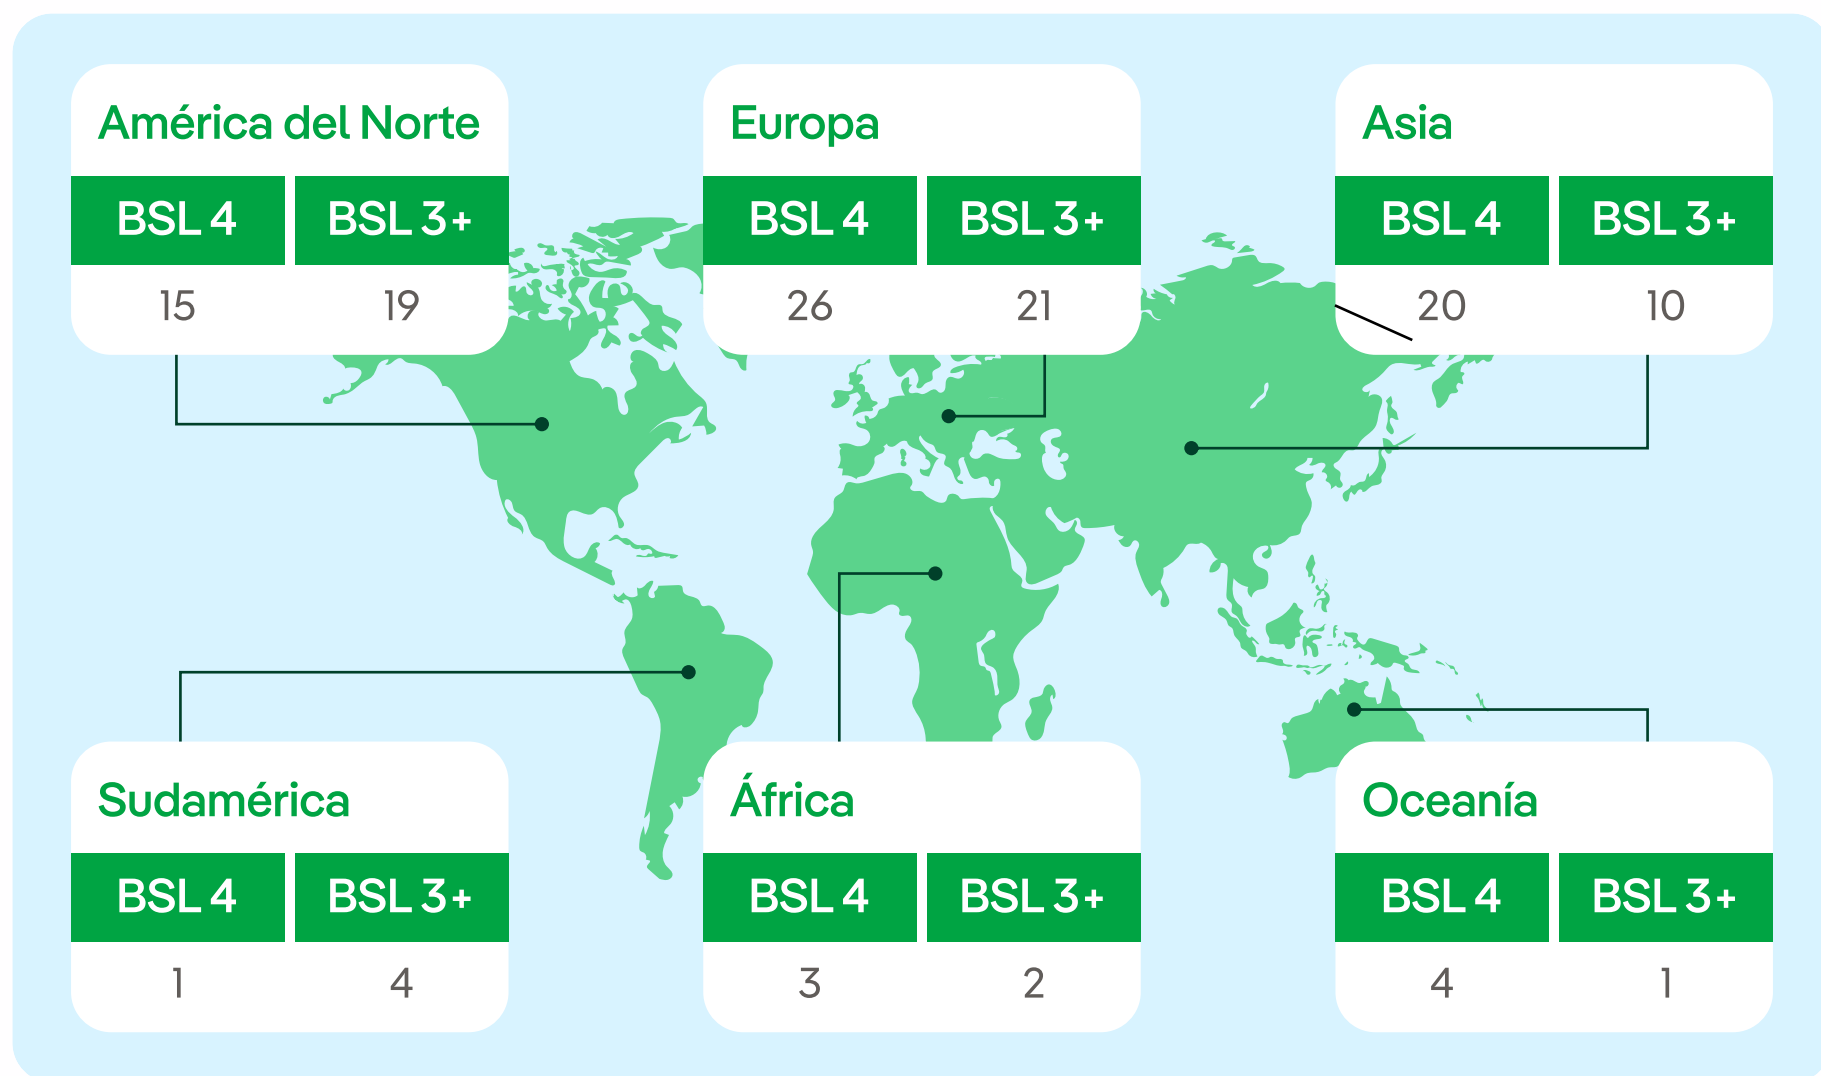 América del Norte
BSL 4 BSL 3+
15 19
Europa
BSL 4 BSL 3+
26 21
Asia
BSL 4 BSL 3+
20 10
Sudamérica
BSL 4 BSL 3+
1 4
África
BSL 4 BSL 3+
3 2
Oceanía
BSL 4 BSL 3+
4 1